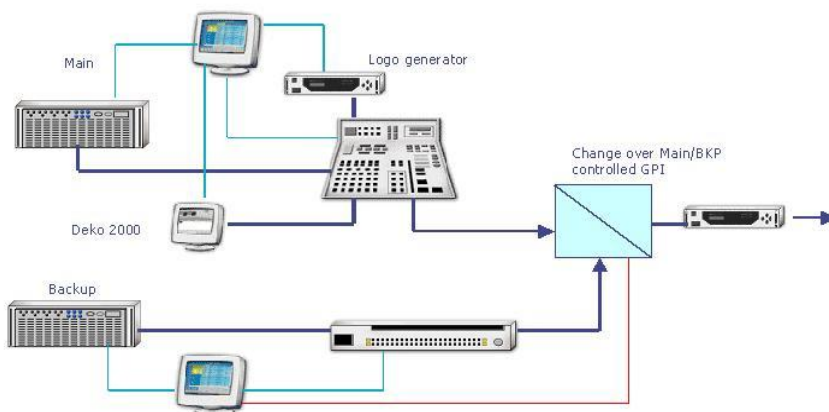 Main
Logo generator
Change over Main/BKP
controlled GPI
Deko 2000
Backup